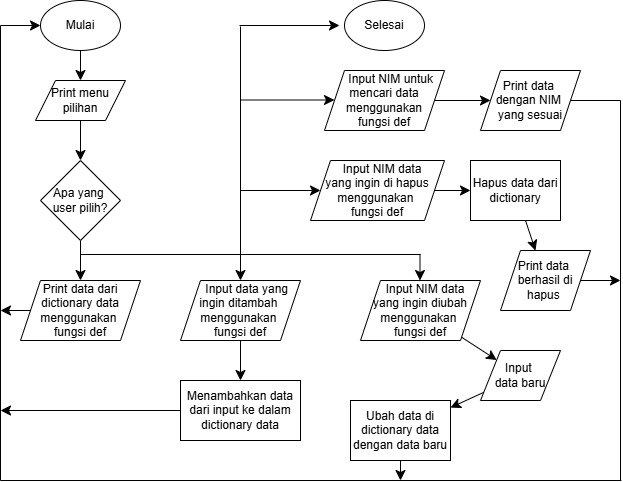 Mulai
Selesai
Print menu
pilihan
Input NIM untuk
mencari data
menggunakan
fungsi def
Print data
dengan NIM
yang sesuai
Apa yang
user pilih?
Input NIM data
yang ingin di hapus
menggunakan
fungsi def
Hapus data dari
dictionary
Print data
berhasil di
hapus
Print data dari
dictionary data
menggunakan
fungsi def
Input data yang
ingin ditambah
menggunakan
fungsi def
Input NIM data
yang ingin diubah
menggunakan
fungsi def
Input
data baru
Menambahkan data
dari input ke dalam
dictionary data
Ubah data di
dictionary data
dengan data baru